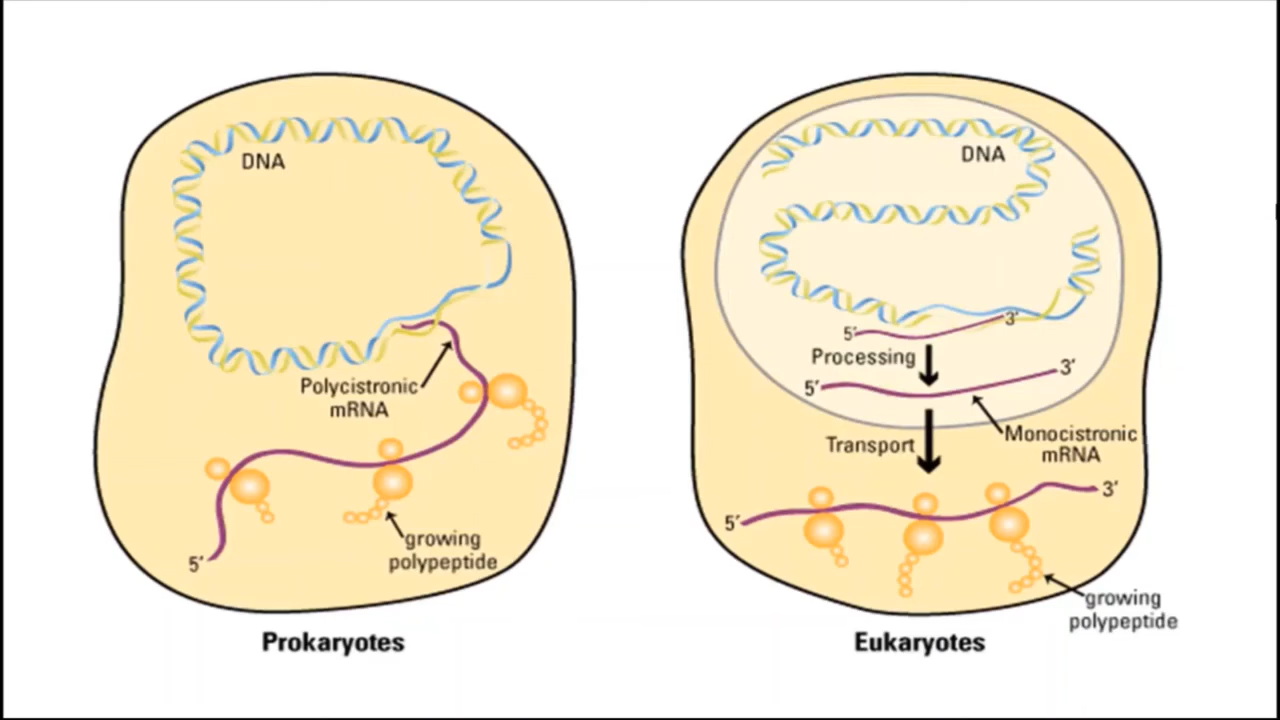 DNA
Polycistronic
mRNA
growing
polypeptide
5′
Prokaryotes
DNA
5′
3′
Processing
5′
3′
Transport
Monocistronic
mRNA
5′
3′
growing
polypeptide
Eukaryotes